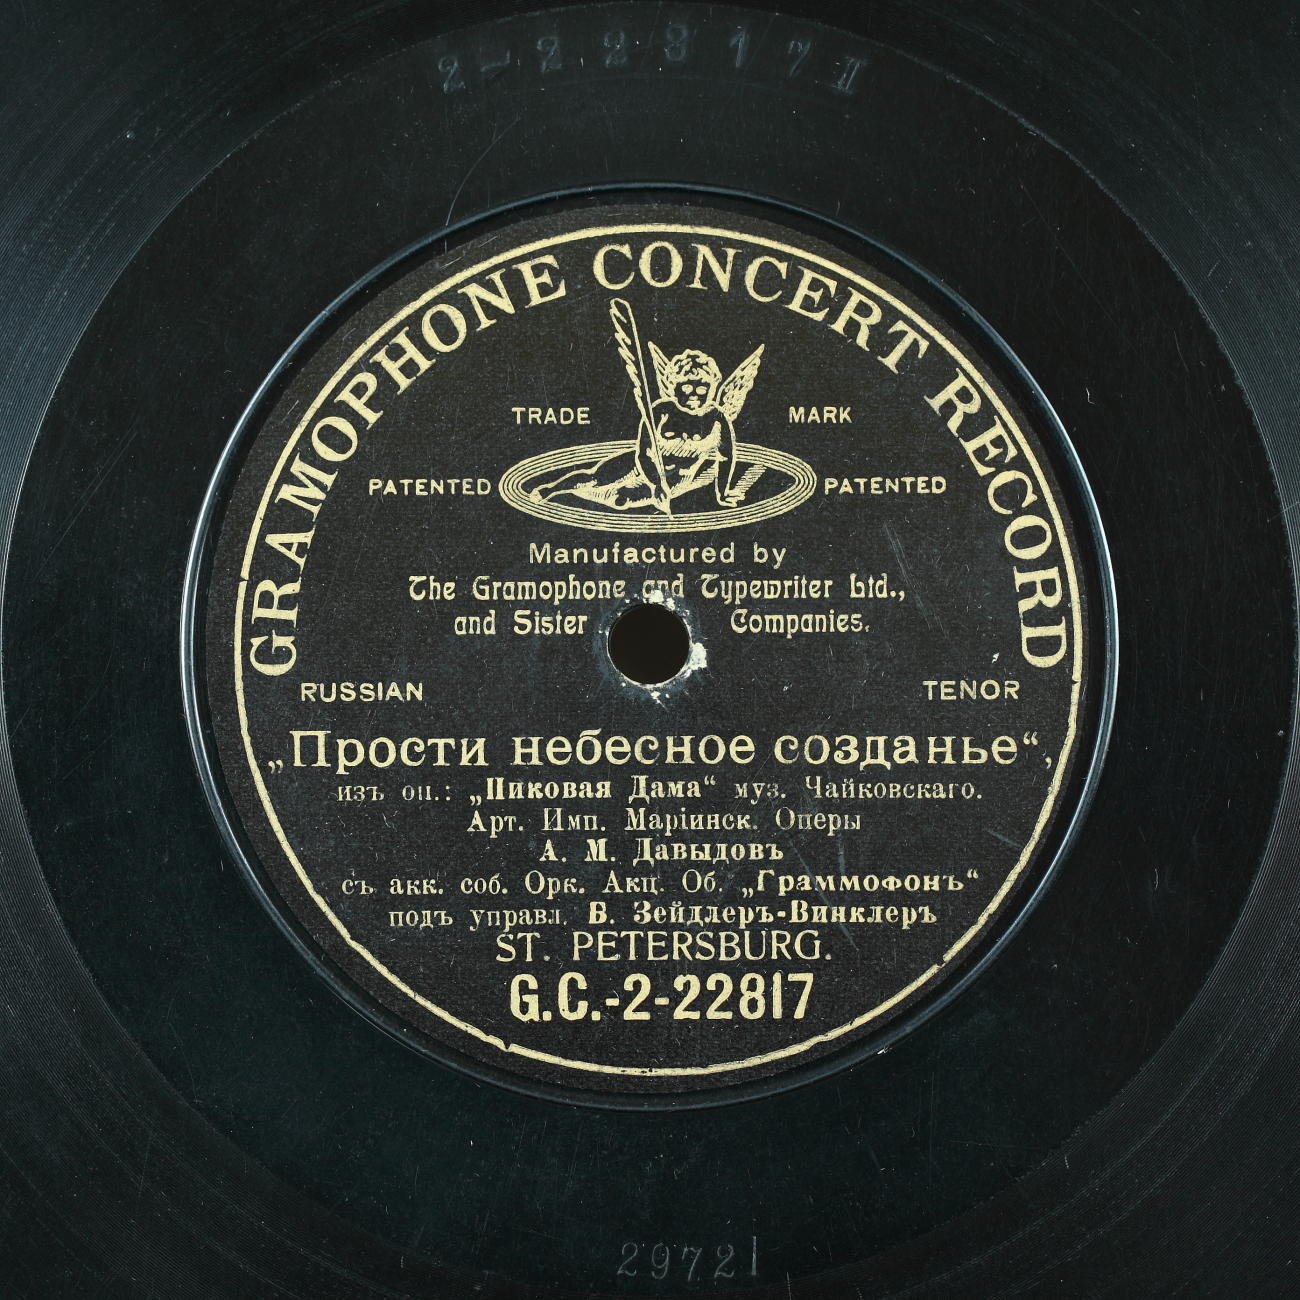 2-22817 II
GRAMOPHONE CONCERT RECORD
TRADE MARK
PATENTED PATENTED
Manufactured by
The Gramophone and Typewriter Ltd.,
and Sister Companies.
RUSSIAN TENOR
„Прости небесное созданье“,
изъ оп.: „Пиковая Дама“ муз. Чайковскаго.
Арт. Имп. Маріинск. Оперы
А. М. Давыдовъ
съ акк. соб. Орк. Акц. Об. „Граммофонъ“
подъ управл. Б. Зейдлеръ-Винклеръ
ST. PETERSBURG.
G.C.-2-22817
29721